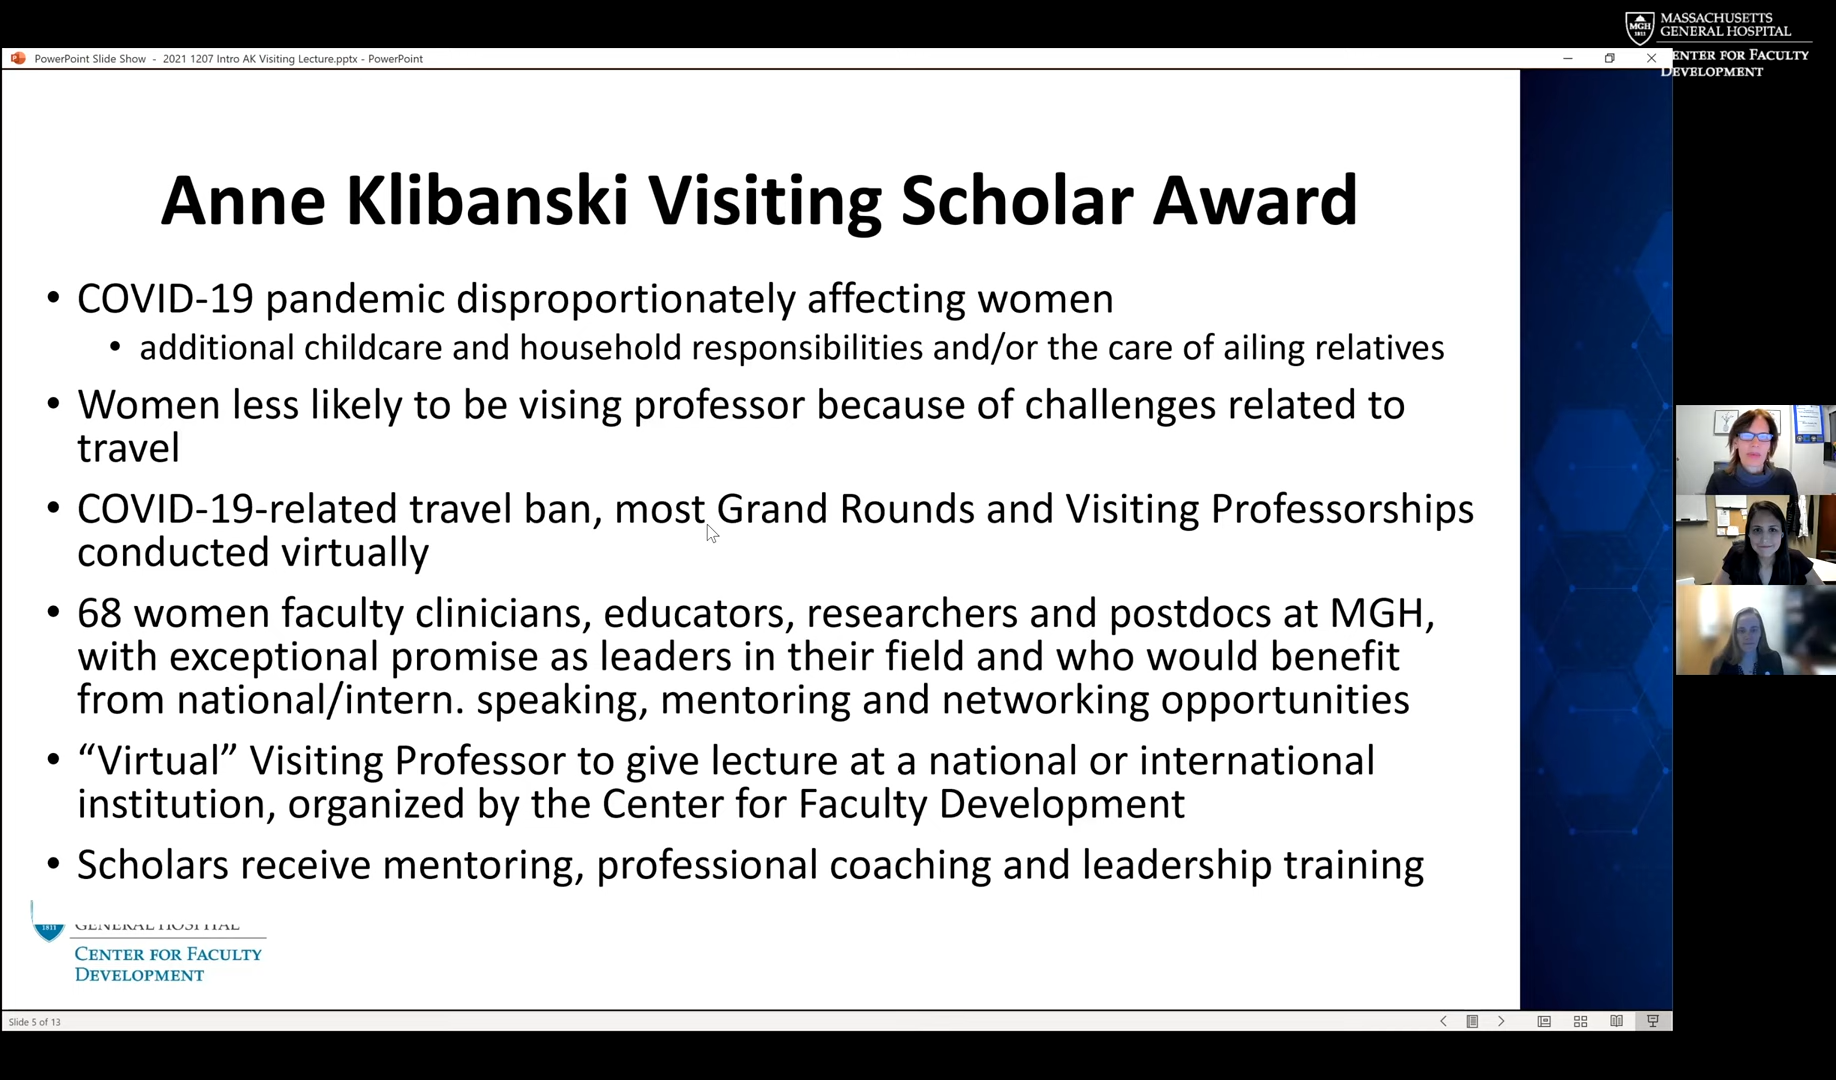 MASSACHUSETTS
GENERAL HOSPITAL
CENTER FOR FACULTY
DEVELOPMENT
MGH
1811
PowerPoint Slide Show - 2021 1207 Intro AK Visiting Lecture.pptx - PowerPoint
Anne Klibanski Visiting Scholar Award
• COVID-19 pandemic disproportionately affecting women
• additional childcare and household responsibilities and/or the care of ailing relatives
• Women less likely to be vising professor because of challenges related to
travel
• COVID-19-related travel ban, most Grand Rounds and Visiting Professorships
conducted virtually
• 68 women faculty clinicians, educators, researchers and postdocs at MGH,
with exceptional promise as leaders in their field and who would benefit
from national/intern. speaking, mentoring and networking opportunities
• “Virtual” Visiting Professor to give lecture at a national or international
institution, organized by the Center for Faculty Development
• Scholars receive mentoring, professional coaching and leadership training
1811
GENERAL HOSPITAL
CENTER FOR FACULTY
DEVELOPMENT
Slide 5 of 13